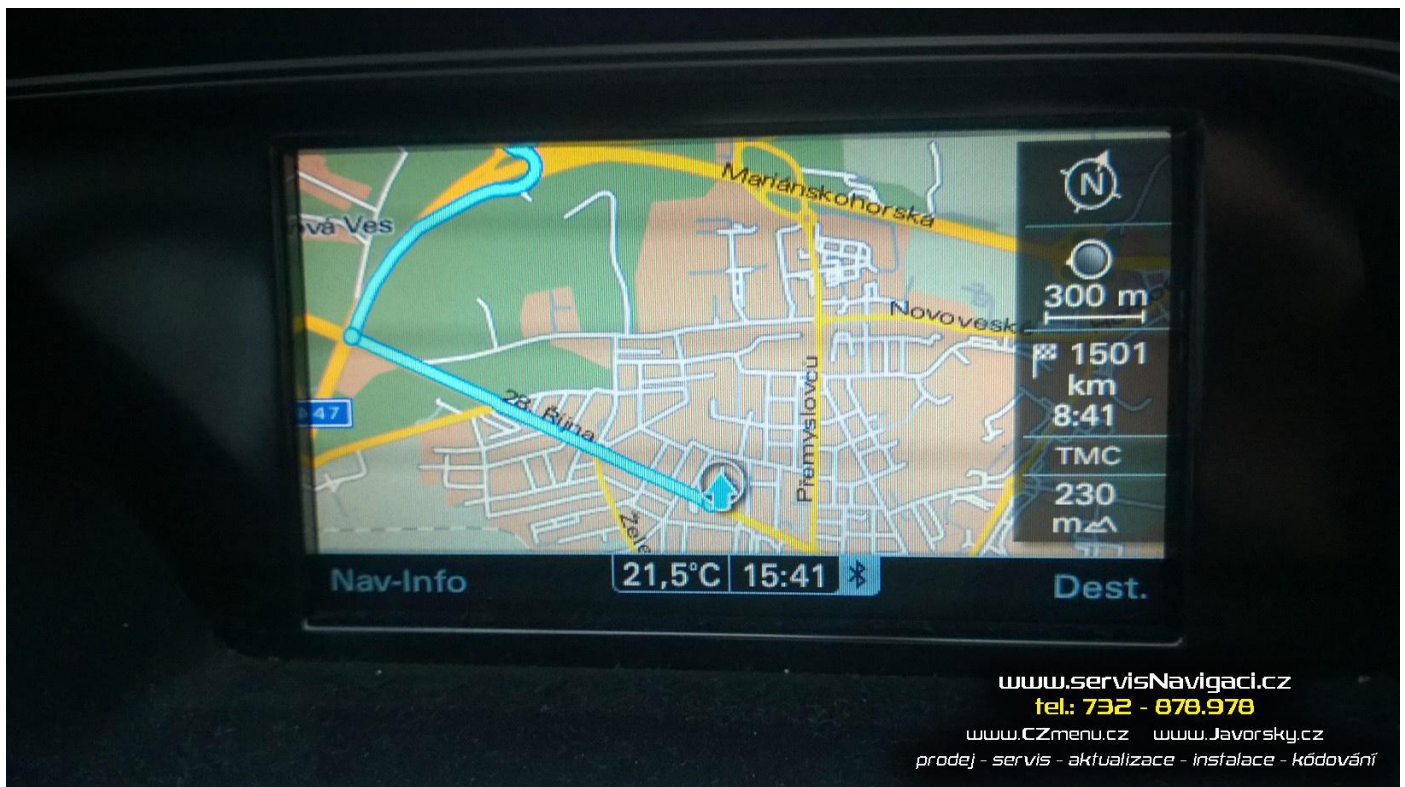 Mariánskohorská
ová Ves
N
300 m
Novoveská
1501
km
8:41
47
28. Října
Přemyslovců
TMC
230
m
Zele
Nav-Info
21,5°C
15:41
Dest.
www.servisNavigaci.cz
tel.: 732 - 878.978
www.CZmenu.cz www.Javorsky.cz
prodej - servis - aktualizace - instalace - kódování